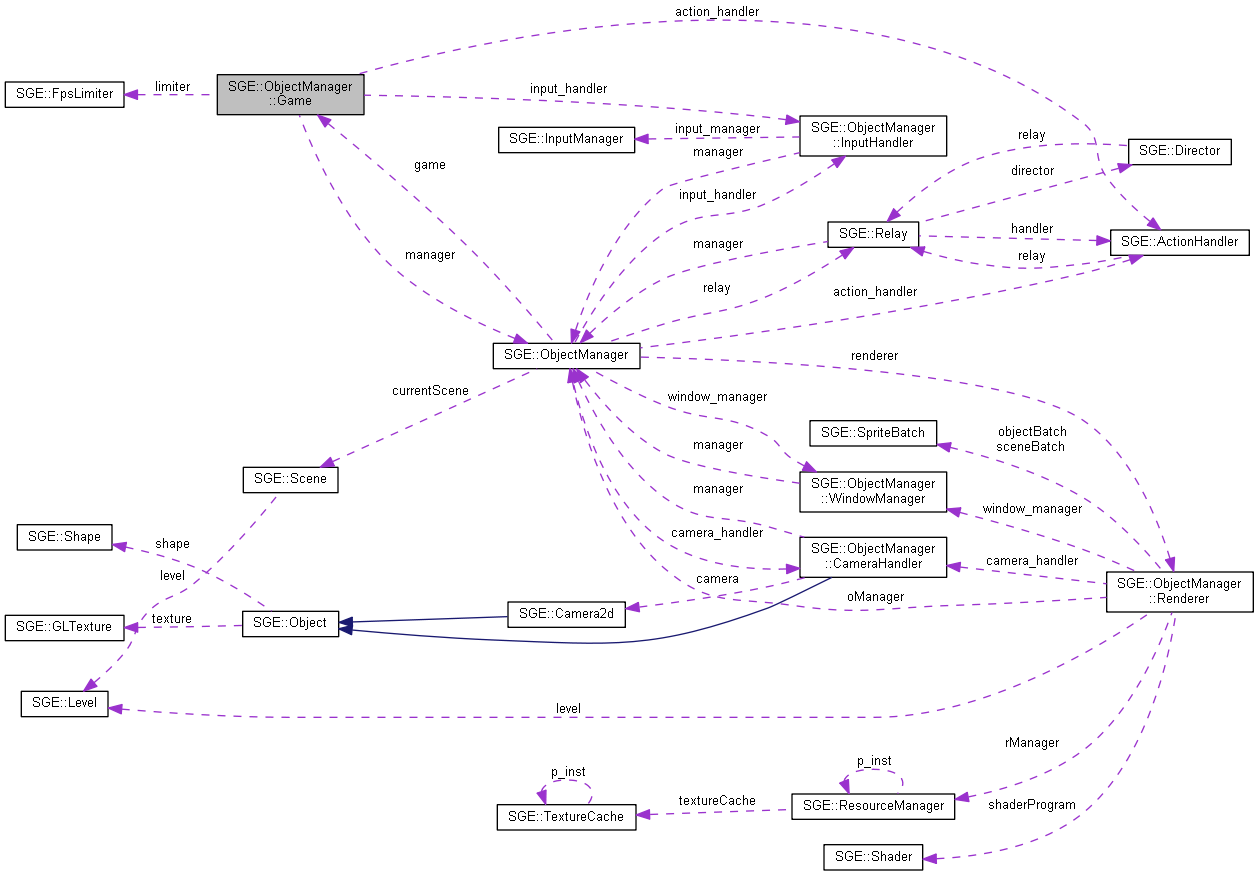 action_handler
limiter
SGE::FpsLimiter
SGE::ObjectManager
::Game
input_handler
SGE::ObjectManager
::InputHandler
input_manager
SGE::InputManager
relay
SGE::Director
manager
game
director
input_handler
SGE::Relay
handler
SGE::ActionHandler
manager
manager
relay
relay
action_handler
SGE::ObjectManager
renderer
currentScene
window_manager
SGE::SpriteBatch
objectBatch
sceneBatch
manager
SGE::Scene
SGE::ObjectManager
::WindowManager
manager
window_manager
SGE::Shape
shape
camera_handler
SGE::ObjectManager
::CameraHandler
camera_handler
level
camera
oManager
SGE::ObjectManager
::Renderer
SGE::GLTexture
texture
SGE::Object
SGE::Camera2d
SGE::Level
level
rManager
p_inst
p_inst
textureCache
SGE::ResourceManager
shaderProgram
SGE::TextureCache
SGE::Shader